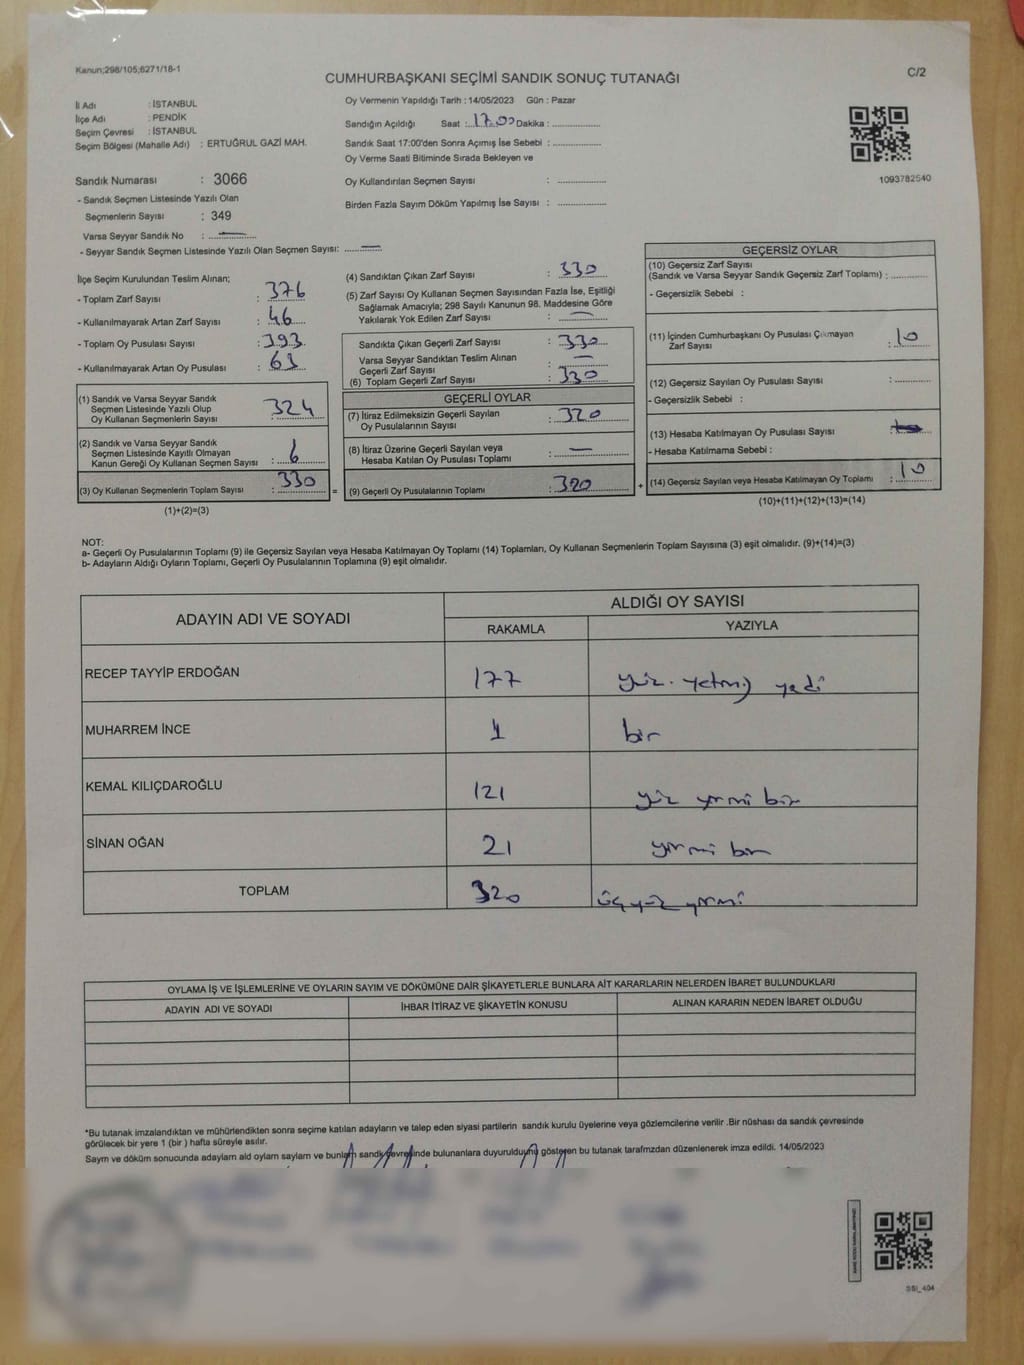 Kanun;298/105;6271/18-1
CUMHURBAŞKANI SEÇİMİ SANDIK SONUÇ TUTANAĞI
C/2
İl Adı : İSTANBUL
İlçe Adı : PENDİK
Seçim Çevresi : İSTANBUL
Seçim Bölgesi (Mahalle Adı) : ERTUĞRUL GAZİ MAH.
Sandık Numarası : 3066
- Sandık Seçmen Listesinde Yazılı Olan
Seçmenlerin Sayısı : 349
Varsa Seyyar Sandık No : —
- Seyyar Sandık Seçmen Listesinde Yazılı Olan Seçmen Sayısı: —
Oy Vermenin Yapıldığı Tarih : 14/05/2023 Gün : Pazar
Sandığın Açıldığı Saat :17.00 Dakika : ..............
Sandık Saat 17:00'den Sonra Açımış İse Sebebi : ..............
Oy Verme Saati Bitiminde Sırada Bekleyen ve
Oy Kullandırılan Seçmen Sayısı : ..............
Birden Fazla Sayım Döküm Yapılmış İse Sayısı : ..............
1093782540
İlçe Seçim Kurulundan Teslim Alınan;
- Toplam Zarf Sayısı : 376
- Kullanılmayarak Artan Zarf Sayısı : 46
- Toplam Oy Pusulası Sayısı : 393
- Kullanılmayarak Artan Oy Pusulası : 63
(1) Sandık ve Varsa Seyyar Sandık
Seçmen Listesinde Yazılı Olup
Oy Kullanan Seçmenlerin Sayısı : 324
(2) Sandık ve Varsa Seyyar Sandık
Seçmen Listesinde Kayıtlı Olmayan
Kanun Gereği Oy Kullanan Seçmen Sayısı : 6
(3) Oy Kullanan Seçmenlerin Toplam Sayısı : 330
(1)+(2)=(3)
(4) Sandıktan Çıkan Zarf Sayısı : 330
(5) Zarf Sayısı Oy Kullanan Seçmen Sayısından Fazla İse, Eşitliği
Sağlamak Amacıyla; 298 Sayılı Kanunun 98. Maddesine Göre
Yakılarak Yok Edilen Zarf Sayısı : —
Sandıkta Çıkan Geçerli Zarf Sayısı : 330
Varsa Seyyar Sandıktan Teslim Alınan
Geçerli Zarf Sayısı : —
(6) Toplam Geçerli Zarf Sayısı : 330
GEÇERLİ OYLAR
(7) İtiraz Edilmeksizin Geçerli Sayılan
Oy Pusulalarının Sayısı : 320
(8) İtiraz Üzerine Geçerli Sayılan veya
Hesaba Katılan Oy Pusulası Toplamı : —
= (9) Geçerli Oy Pusulalarının Toplamı : 320 +
GEÇERSİZ OYLAR
(10) Geçersiz Zarf Sayısı
(Sandık ve Varsa Seyyar Sandık Geçersiz Zarf Toplamı) : ............
- Geçersizlik Sebebi :
(11) İçinden Cumhurbaşkanı Oy Pusulası Çıkmayan
Zarf Sayısı : 10
(12) Geçersiz Sayılan Oy Pusulası Sayısı : ............
- Geçersizlik Sebebi :
(13) Hesaba Katılmayan Oy Pusulası Sayısı :
- Hesaba Katılmama Sebebi :
(14) Geçersiz Sayılan veya Hesaba Katılmayan Oy Toplamı : 10
(10)+(11)+(12)+(13)=(14)
NOT:
a- Geçerli Oy Pusulalarının Toplamı (9) ile Geçersiz Sayılan veya Hesaba Katılmayan Oy Toplamı (14) Toplamları, Oy Kullanan Seçmenlerin Toplam Sayısına (3) eşit olmalıdır. (9)+(14)=(3)
b- Adayların Aldığı Oyların Toplamı, Geçerli Oy Pusulalarının Toplamına (9) eşit olmalıdır.
ADAYIN ADI VE SOYADI ALDIĞI OY SAYISI
RAKAMLA YAZIYLA
RECEP TAYYİP ERDOĞAN 177 yüz yetmiş yedi
MUHARREM İNCE 1 bir
KEMAL KILIÇDAROĞLU 121 yüz yirmi bir
SİNAN OĞAN 21 yirmi bir
TOPLAM 320 üçyüz yirmi
OYLAMA İŞ VE İŞLEMLERİNE VE OYLARIN SAYIM VE DÖKÜMÜNE DAİR ŞİKAYETLERLE BUNLARA AİT KARARLARIN NELERDEN İBARET BULUNDUKLARI
ADAYIN ADI VE SOYADI İHBAR İTİRAZ VE ŞİKAYETİN KONUSU ALINAN KARARIN NEDEN İBARET OLDUĞU
*Bu tutanak imzalandıktan ve mühürlendikten sonra seçime katılan adayların ve talep eden siyasi partilerin sandık kurulu üyelerine veya gözlemcilerine verilir .Bir nüshası da sandık çevresinde
görülecek bir yere 1 (bir ) hafta süreyle asılır.
Sayım ve döküm sonucunda adayların aldı oyların sayları ve bunların sandık çevresinde bulunanlara duyurulduğunu gösteren bu tutanak tarafımızdan düzenlenerek imza edildi. 14/05/2023
SSI_404